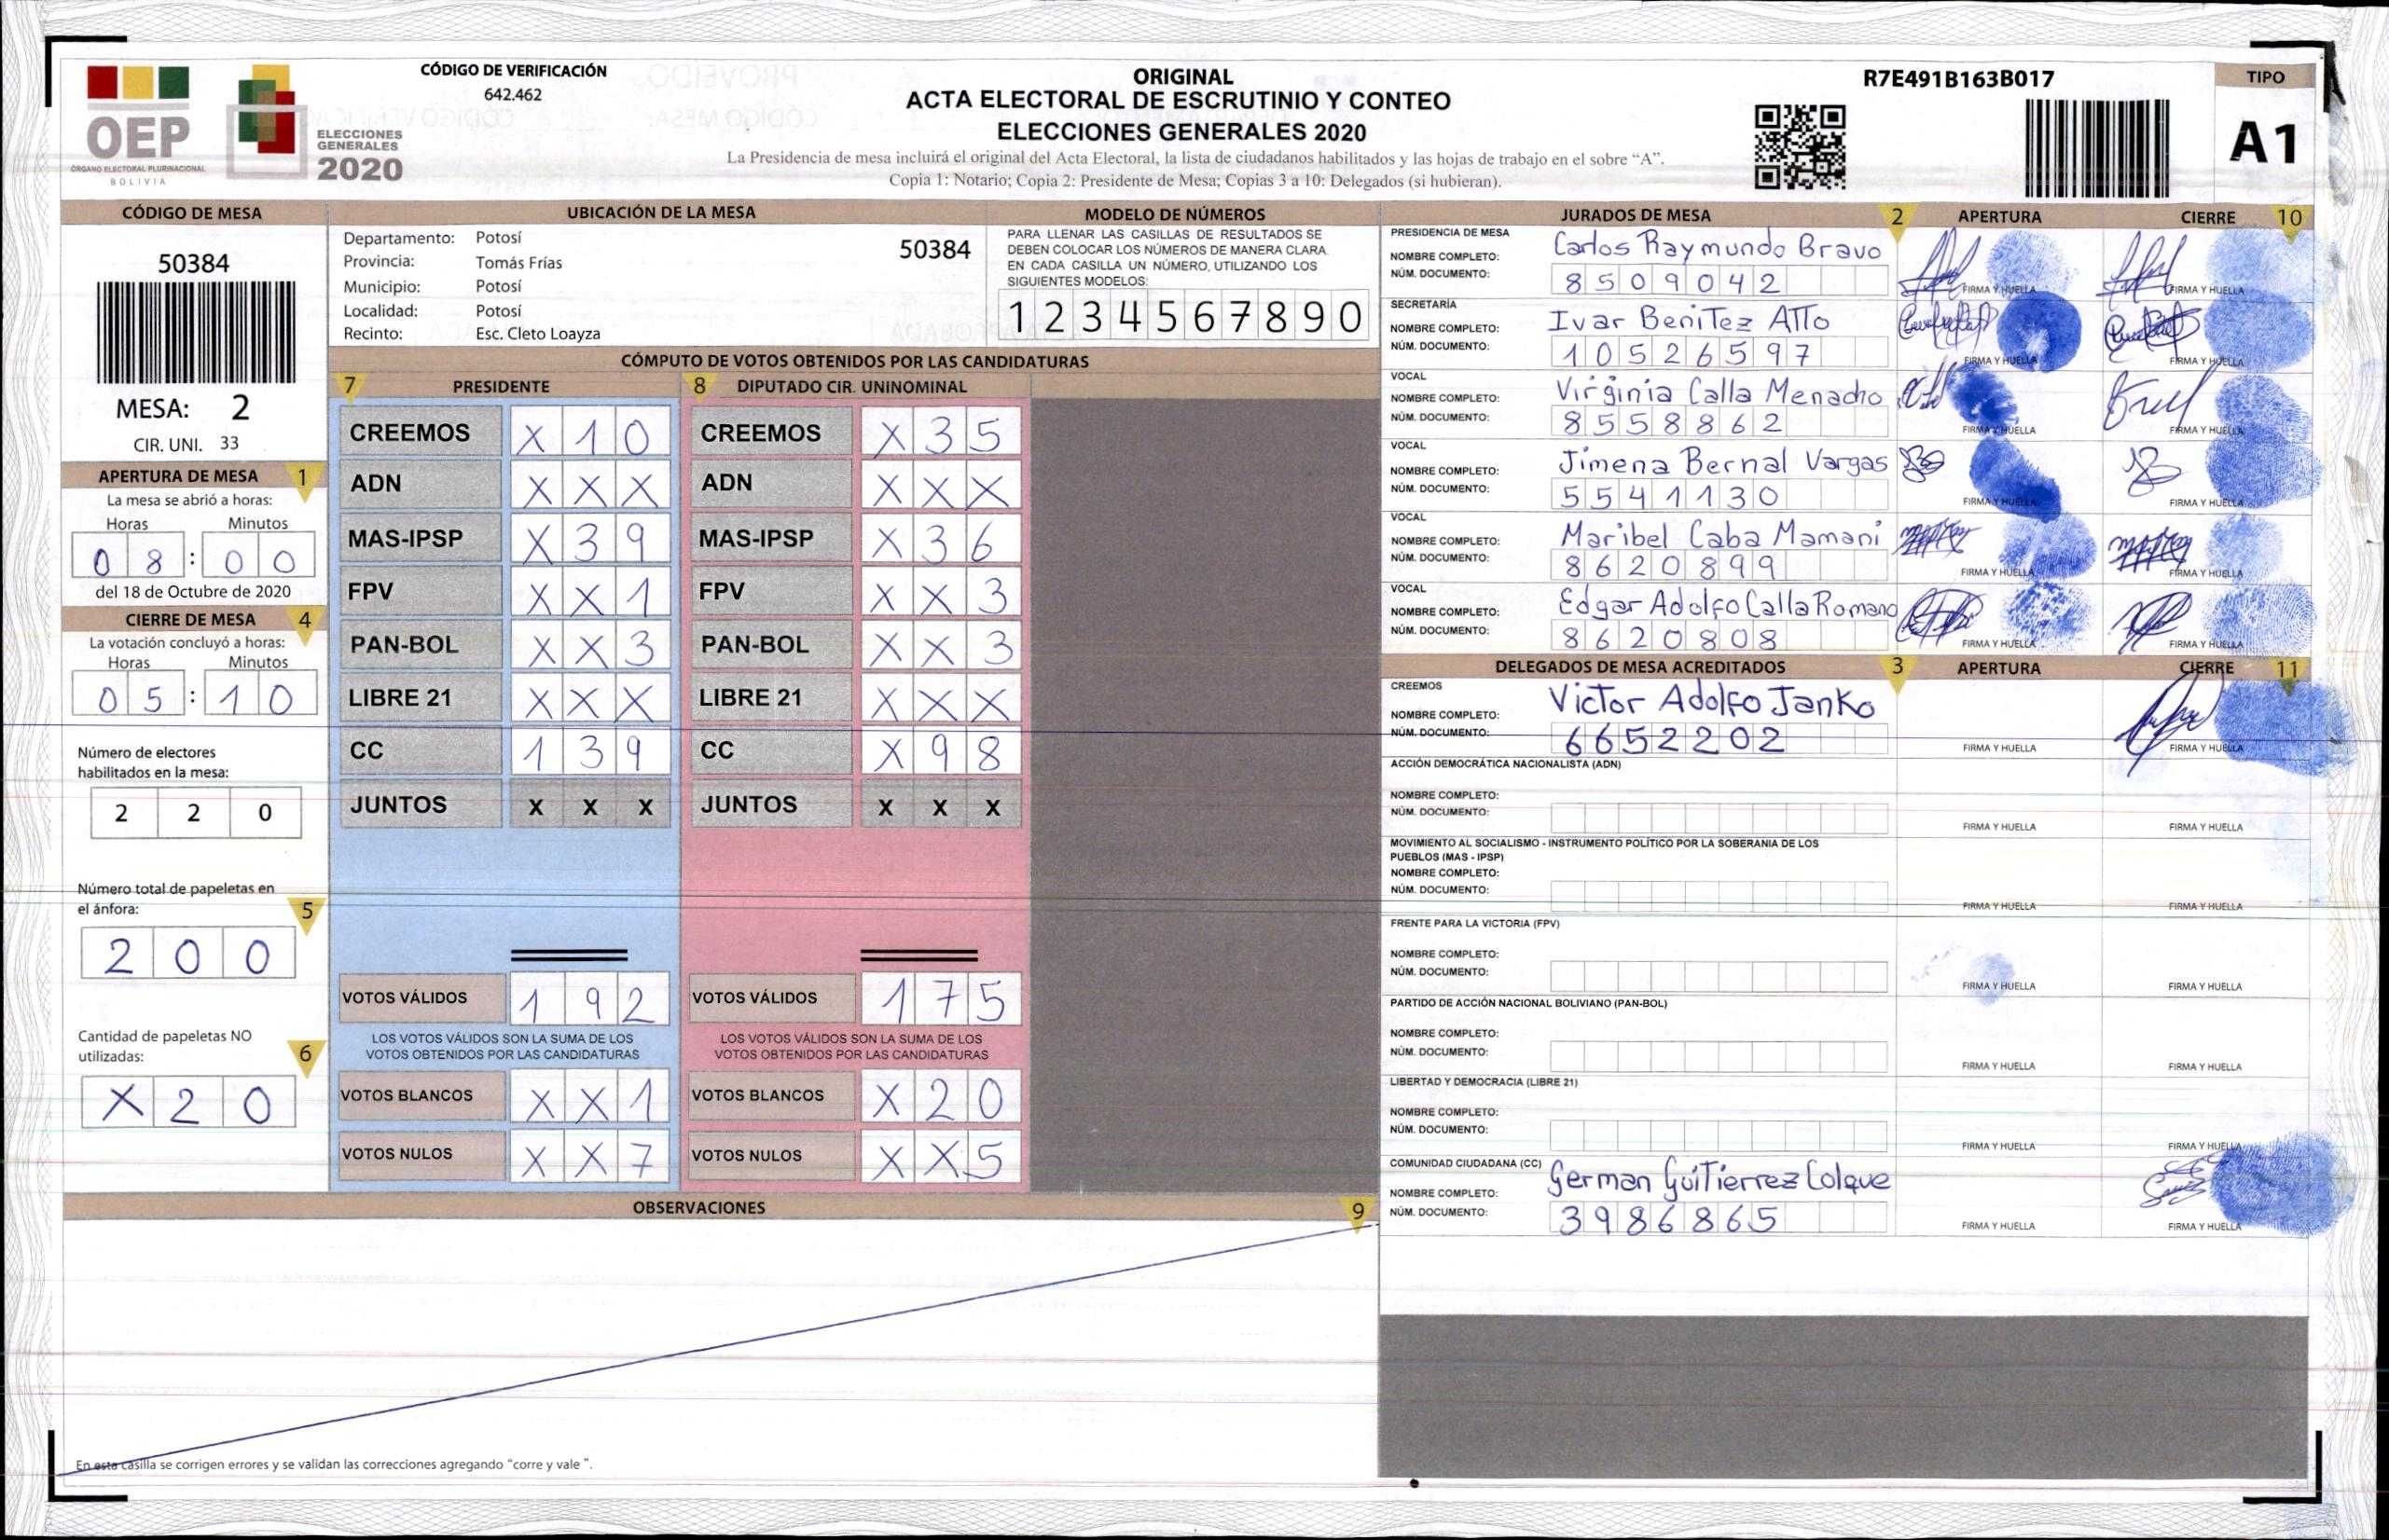 OEP
ÓRGANO ELECTORAL PLURINACIONAL
BOLIVIA
ELECCIONES
GENERALES
2020
CÓDIGO DE VERIFICACIÓN
642.462
ORIGINAL
ACTA ELECTORAL DE ESCRUTINIO Y CONTEO
ELECCIONES GENERALES 2020
La Presidencia de mesa incluirá el original del Acta Electoral, la lista de ciudadanos habilitados y las hojas de trabajo en el sobre “A”.
Copia 1: Notario; Copia 2: Presidente de Mesa; Copias 3 a 10: Delegados (si hubieran).
R7E491B163B017
TIPO
A1
CÓDIGO DE MESA
50384
MESA: 2
CIR. UNI. 33
APERTURA DE MESA 1
La mesa se abrió a horas:
Horas Minutos
0 8 : 0 0
del 18 de Octubre de 2020
CIERRE DE MESA 4
La votación concluyó a horas:
Horas Minutos
0 5 : 1 0
Número de electores
habilitados en la mesa:
2 2 0
Número total de papeletas en
el ánfora: 5
2 0 0
Cantidad de papeletas NO
utilizadas: 6
X 2 0
UBICACIÓN DE LA MESA
Departamento: Potosí 50384
Provincia: Tomás Frías
Municipio: Potosí
Localidad: Potosí
Recinto: Esc. Cleto Loayza
MODELO DE NÚMEROS
PARA LLENAR LAS CASILLAS DE RESULTADOS SE
DEBEN COLOCAR LOS NÚMEROS DE MANERA CLARA
EN CADA CASILLA UN NÚMERO, UTILIZANDO LOS
SIGUIENTES MODELOS:
1 2 3 4 5 6 7 8 9 0
CÓMPUTO DE VOTOS OBTENIDOS POR LAS CANDIDATURAS
7 PRESIDENTE
CREEMOS X 1 0
ADN X X X
MAS-IPSP X 3 9
FPV X X 1
PAN-BOL X X 3
LIBRE 21 X X X
CC 1 3 9
JUNTOS X X X
VOTOS VÁLIDOS 1 9 2
LOS VOTOS VÁLIDOS SON LA SUMA DE LOS
VOTOS OBTENIDOS POR LAS CANDIDATURAS
VOTOS BLANCOS X X 1
VOTOS NULOS X X 7
8 DIPUTADO CIR. UNINOMINAL
CREEMOS X 3 5
ADN X X X
MAS-IPSP X 3 6
FPV X X 3
PAN-BOL X X 3
LIBRE 21 X X X
CC X 9 8
JUNTOS X X X
VOTOS VÁLIDOS 1 7 5
LOS VOTOS VÁLIDOS SON LA SUMA DE LOS
VOTOS OBTENIDOS POR LAS CANDIDATURAS
VOTOS BLANCOS X 2 0
VOTOS NULOS X X 5
OBSERVACIONES 9
En esta casilla se corrigen errores y se validan las correcciones agregando “corre y vale ”.
JURADOS DE MESA 2 APERTURA CIERRE 10
PRESIDENCIA DE MESA
NOMBRE COMPLETO: Carlos Raymundo Bravo
NÚM. DOCUMENTO: 8509042
FIRMA Y HUELLA FIRMA Y HUELLA
SECRETARÍA
NOMBRE COMPLETO: Ivar Benitez Atto
NÚM. DOCUMENTO: 10526597
FIRMA Y HUELLA FIRMA Y HUELLA
VOCAL
NOMBRE COMPLETO: Virginia Calla Menacho
NÚM. DOCUMENTO: 8558862
FIRMA Y HUELLA FIRMA Y HUELLA
VOCAL
NOMBRE COMPLETO: Jimena Bernal Vargas
NÚM. DOCUMENTO: 5541130
FIRMA Y HUELLA FIRMA Y HUELLA
VOCAL
NOMBRE COMPLETO: Maribel Caba Mamani
NÚM. DOCUMENTO: 8620899
FIRMA Y HUELLA FIRMA Y HUELLA
VOCAL
NOMBRE COMPLETO: Edgar Adolfo Calla Romano
NÚM. DOCUMENTO: 8620808
FIRMA Y HUELLA FIRMA Y HUELLA
DELEGADOS DE MESA ACREDITADOS 3 APERTURA CIERRE 11
CREEMOS
NOMBRE COMPLETO: Victor Adolfo Janko
NÚM. DOCUMENTO: 6652202
FIRMA Y HUELLA FIRMA Y HUELLA
ACCIÓN DEMOCRÁTICA NACIONALISTA (ADN)
NOMBRE COMPLETO:
NÚM. DOCUMENTO:
FIRMA Y HUELLA FIRMA Y HUELLA
MOVIMIENTO AL SOCIALISMO - INSTRUMENTO POLÍTICO POR LA SOBERANIA DE LOS
PUEBLOS (MAS - IPSP)
NOMBRE COMPLETO:
NÚM. DOCUMENTO:
FIRMA Y HUELLA FIRMA Y HUELLA
FRENTE PARA LA VICTORIA (FPV)
NOMBRE COMPLETO:
NÚM. DOCUMENTO:
FIRMA Y HUELLA FIRMA Y HUELLA
PARTIDO DE ACCIÓN NACIONAL BOLIVIANO (PAN-BOL)
NOMBRE COMPLETO:
NÚM. DOCUMENTO:
FIRMA Y HUELLA FIRMA Y HUELLA
LIBERTAD Y DEMOCRACIA (LIBRE 21)
NOMBRE COMPLETO:
NÚM. DOCUMENTO:
FIRMA Y HUELLA FIRMA Y HUELLA
COMUNIDAD CIUDADANA (CC)
NOMBRE COMPLETO: German Guitierrez Colque
NÚM. DOCUMENTO: 3986865
FIRMA Y HUELLA FIRMA Y HUELLA